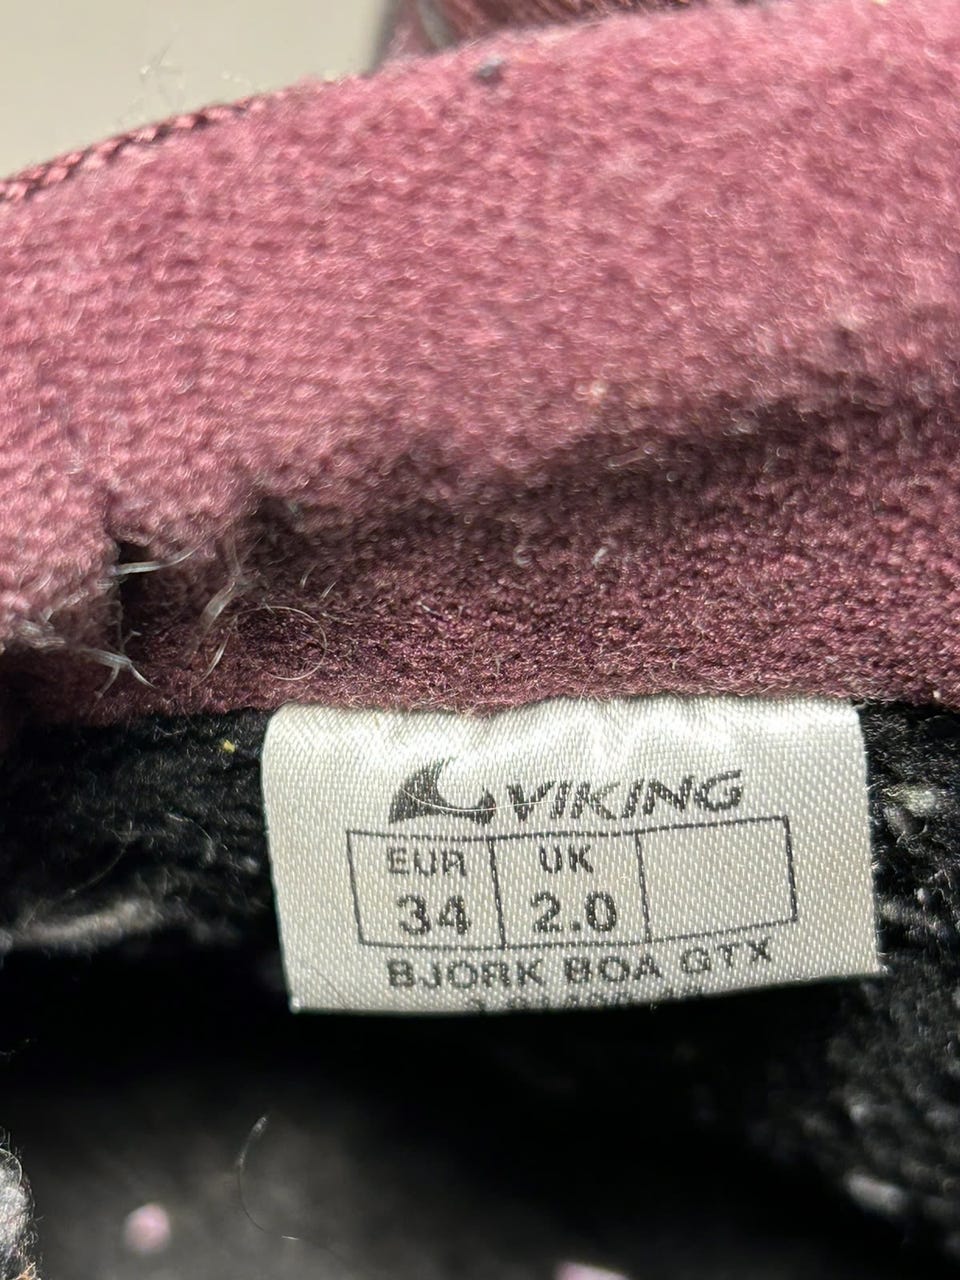 VIKING
EUR UK
34 2.0
BJORK BOA GTX